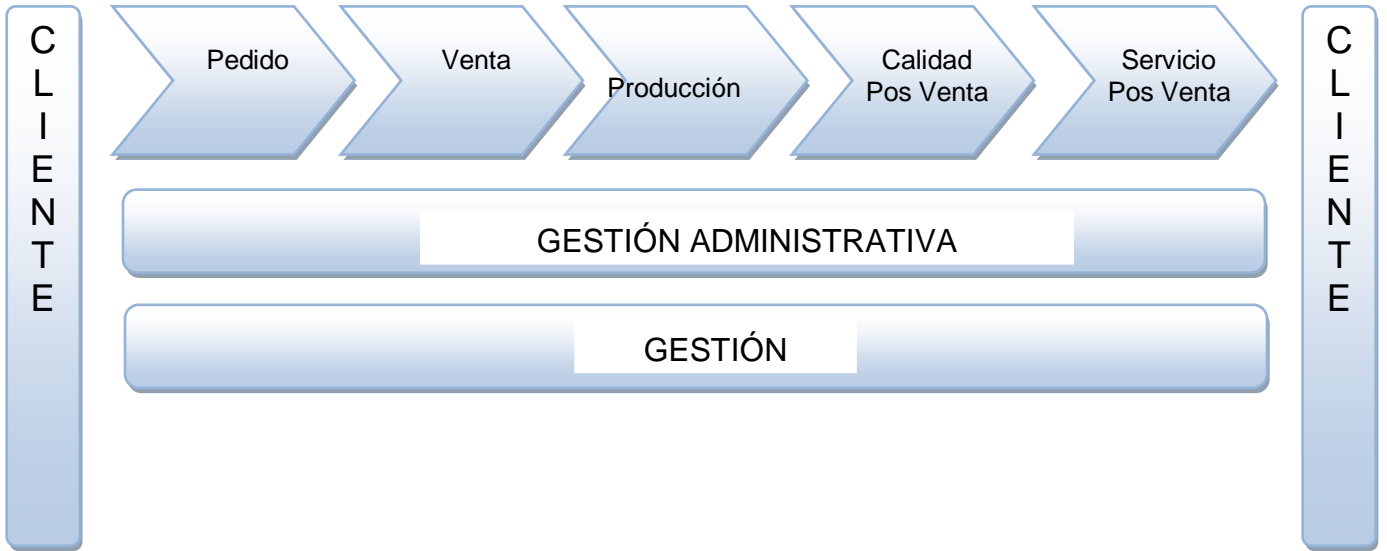 C
L
I
E
N
T
E
Pedido
Venta
Producción
Calidad
Pos Venta
Servicio
Pos Venta
GESTIÓN ADMINISTRATIVA
GESTIÓN
C
L
I
E
N
T
E